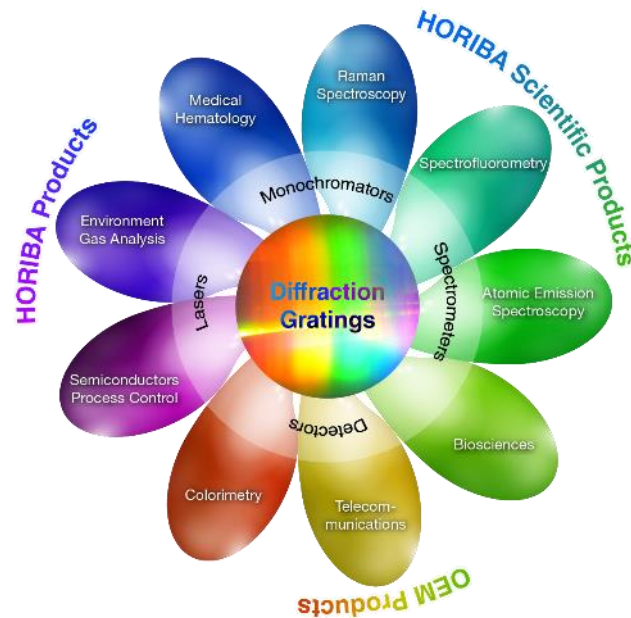 HORIBA Scientific Products
HORIBA Products
OEM Products
Raman
Spectroscopy
Spectrofluorometry
Atomic Emission
Spectroscopy
Biosciences
Telecom-
munications
Colorimetry
Semiconductors
Process Control
Environment
Gas Analysis
Medical
Hematology
Monochromators
Spectrometers
Detectors
Lasers
Diffraction
Gratings